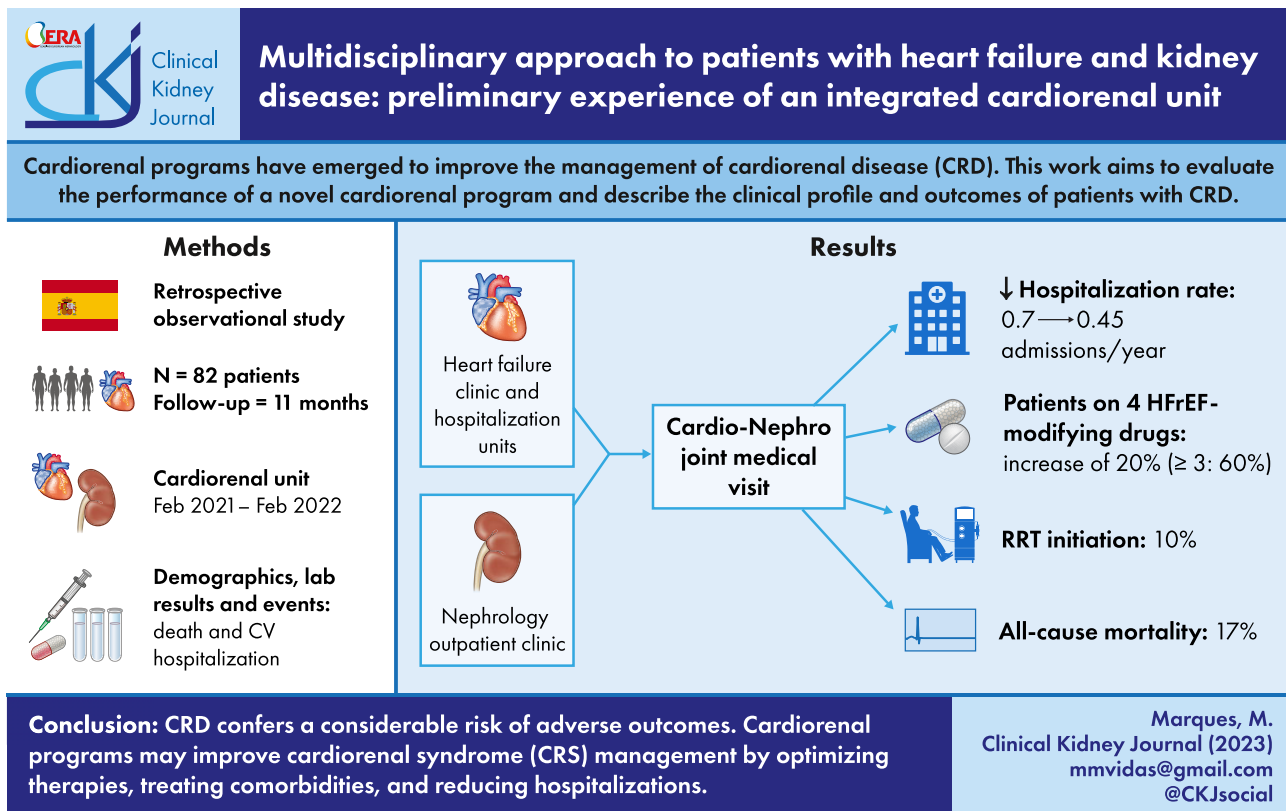 ERA
CKJ
Clinical
Kidney
Journal
Multidisciplinary approach to patients with heart failure and kidney
disease: preliminary experience of an integrated cardiorenal unit
Cardiorenal programs have emerged to improve the management of cardiorenal disease (CRD). This work aims to evaluate
the performance of a novel cardiorenal program and describe the clinical profile and outcomes of patients with CRD.
Methods
Retrospective
observational study
N = 82 patients
Follow-up = 11 months
Cardiorenal unit
Feb 2021 – Feb 2022
Demographics, lab
results and events:
death and CV
hospitalization
Results
Heart failure
clinic and
hospitalization
units
Nephrology
outpatient clinic
Cardio-Nephro
joint medical
visit
↓ Hospitalization rate:
0.7 → 0.45
admissions/year
Patients on 4 HFrEF-
modifying drugs:
increase of 20% (≥ 3: 60%)
RRT initiation: 10%
All-cause mortality: 17%
Conclusion: CRD confers a considerable risk of adverse outcomes. Cardiorenal
programs may improve cardiorenal syndrome (CRS) management by optimizing
therapies, treating comorbidities, and reducing hospitalizations.
Marques, M.
Clinical Kidney Journal (2023)
mmvidas@gmail.com
@CKJsocial